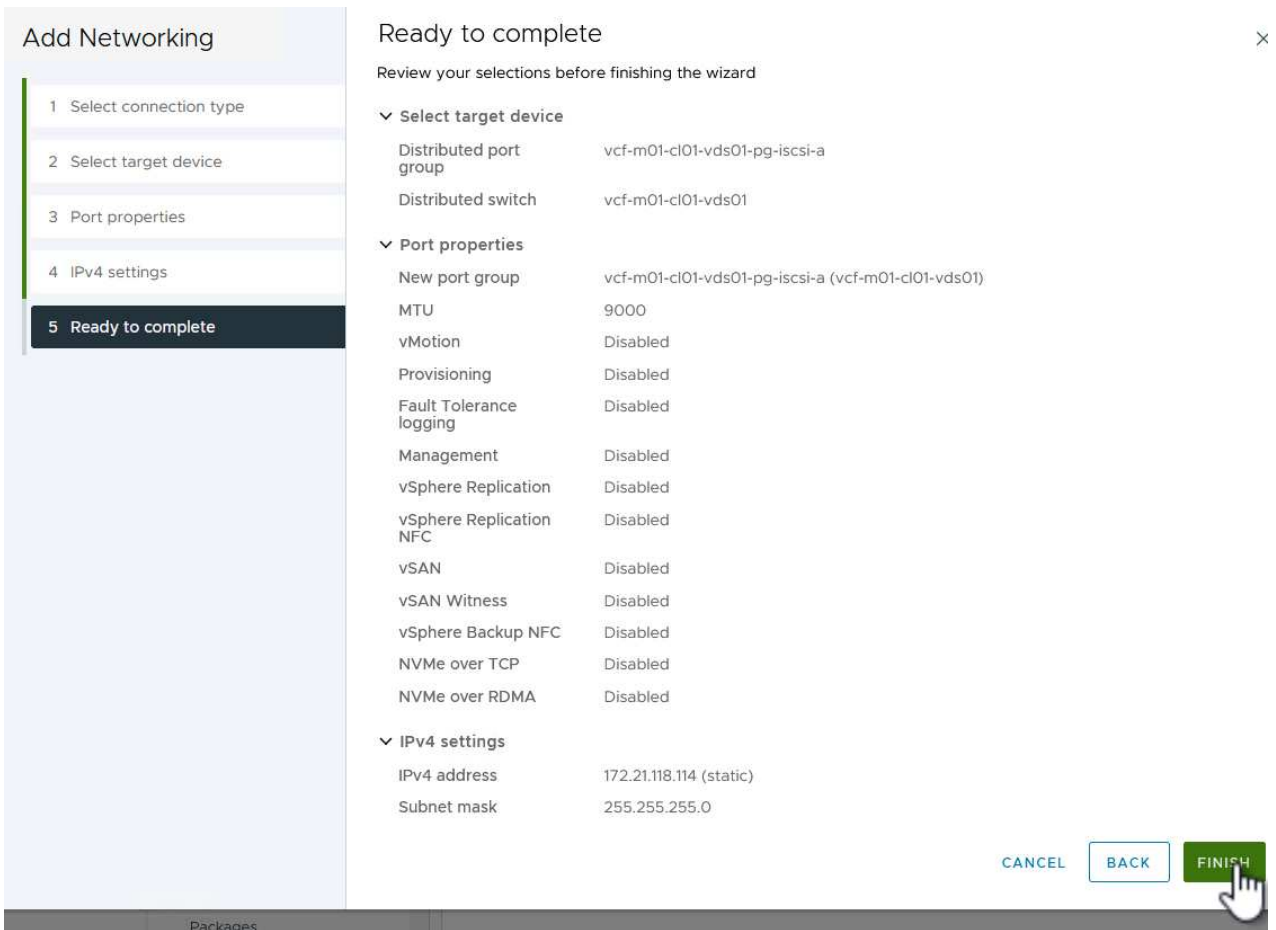 Add Networking
1 Select connection type
2 Select target device
3 Port properties
4 IPv4 settings
5 Ready to complete
Ready to complete
Review your selections before finishing the wizard
Select target device
Distributed port group vcf-m01-cl01-vds01-pg-iscsi-a
Distributed switch vcf-m01-cl01-vds01
Port properties
New port group vcf-m01-cl01-vds01-pg-iscsi-a (vcf-m01-cl01-vds01)
MTU 9000
vMotion Disabled
Provisioning Disabled
Fault Tolerance logging Disabled
Management Disabled
vSphere Replication Disabled
vSphere Replication NFC Disabled
vSAN Disabled
vSAN Witness Disabled
vSphere Backup NFC Disabled
NVMe over TCP Disabled
NVMe over RDMA Disabled
IPv4 settings
IPv4 address 172.21.118.114 (static)
Subnet mask 255.255.255.0
CANCEL BACK FINISH
Packages